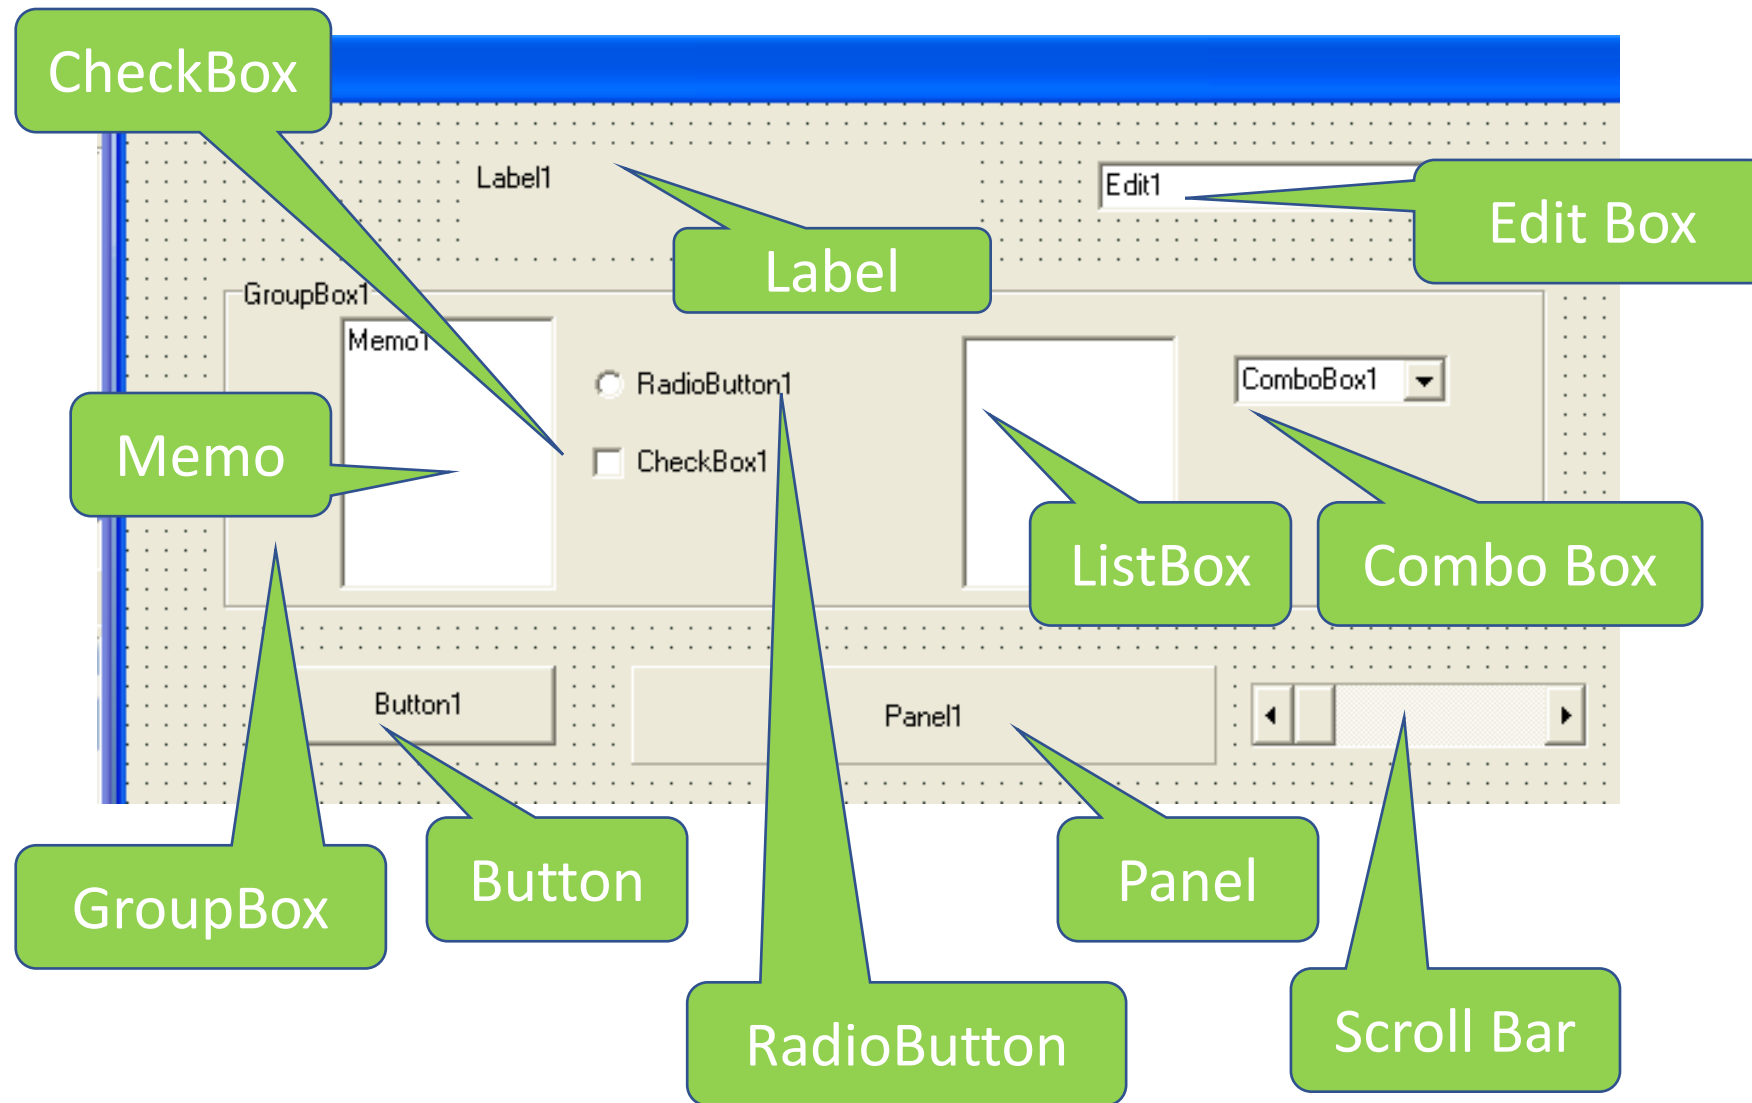 CheckBox
Label1
Edit1
Edit Box
Label
GroupBox1
Memo1
RadioButton1
ComboBox1
Memo
CheckBox1
ListBox
Combo Box
Button1
Panel1
GroupBox
Button
Panel
RadioButton
Scroll Bar